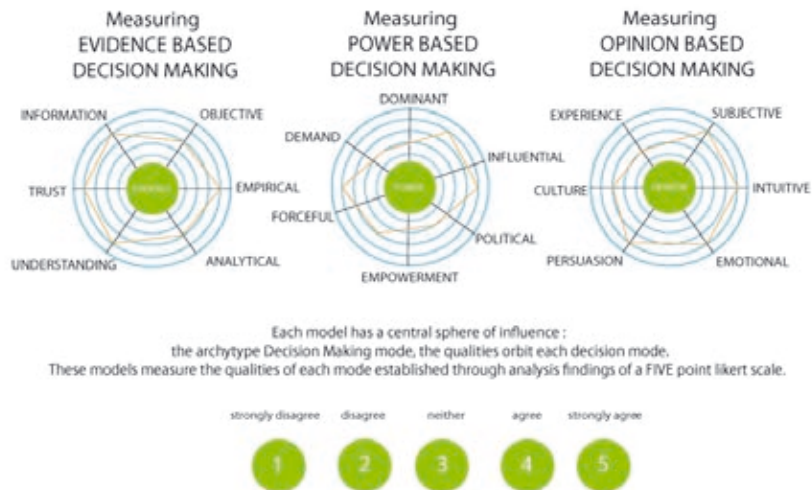 Measuring
EVIDENCE BASED
DECISION MAKING
INFORMATION
OBJECTIVE
TRUST
EMPIRICAL
UNDERSTANDING
ANALYTICAL
Measuring
POWER BASED
DECISION MAKING
DOMINANT
DEMAND
INFLUENTIAL
POWER
FORCEFUL
POLITICAL
EMPOWERMENT
Measuring
OPINION BASED
DECISION MAKING
EXPERIENCE
SUBJECTIVE
CULTURE
OPINION
INTUITIVE
PERSUASION
EMOTIONAL
Each model has a central sphere of influence :
the archytype Decision Making mode, the qualities orbit each decision mode.
These models measure the qualities of each mode established through analysis findings of a FIVE point likert scale.
strongly disagree disagree neither agree strongly agree
1 2 3 4 5